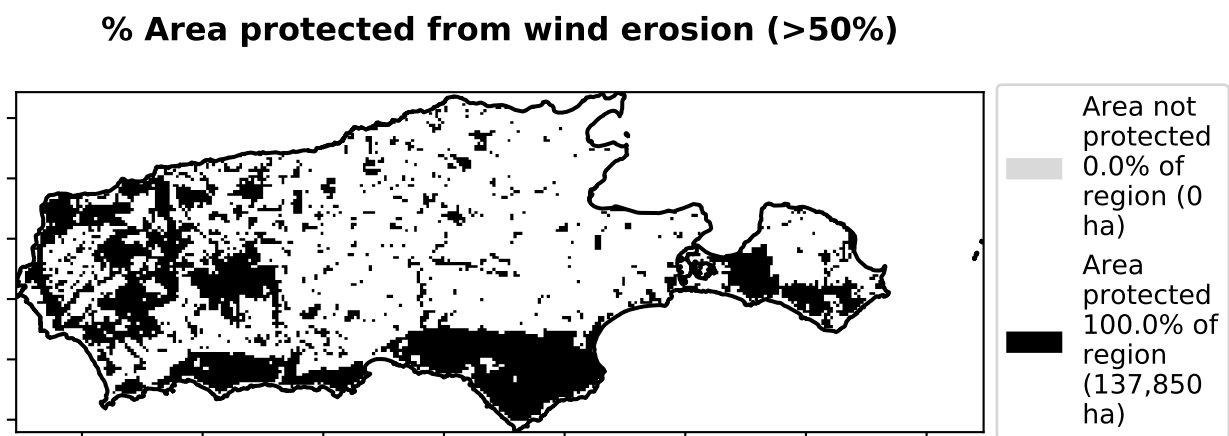 % Area protected from wind erosion (>50%)
Area not
protected
0.0% of
region (0
ha)
Area
protected
100.0% of
region
(137,850
ha)